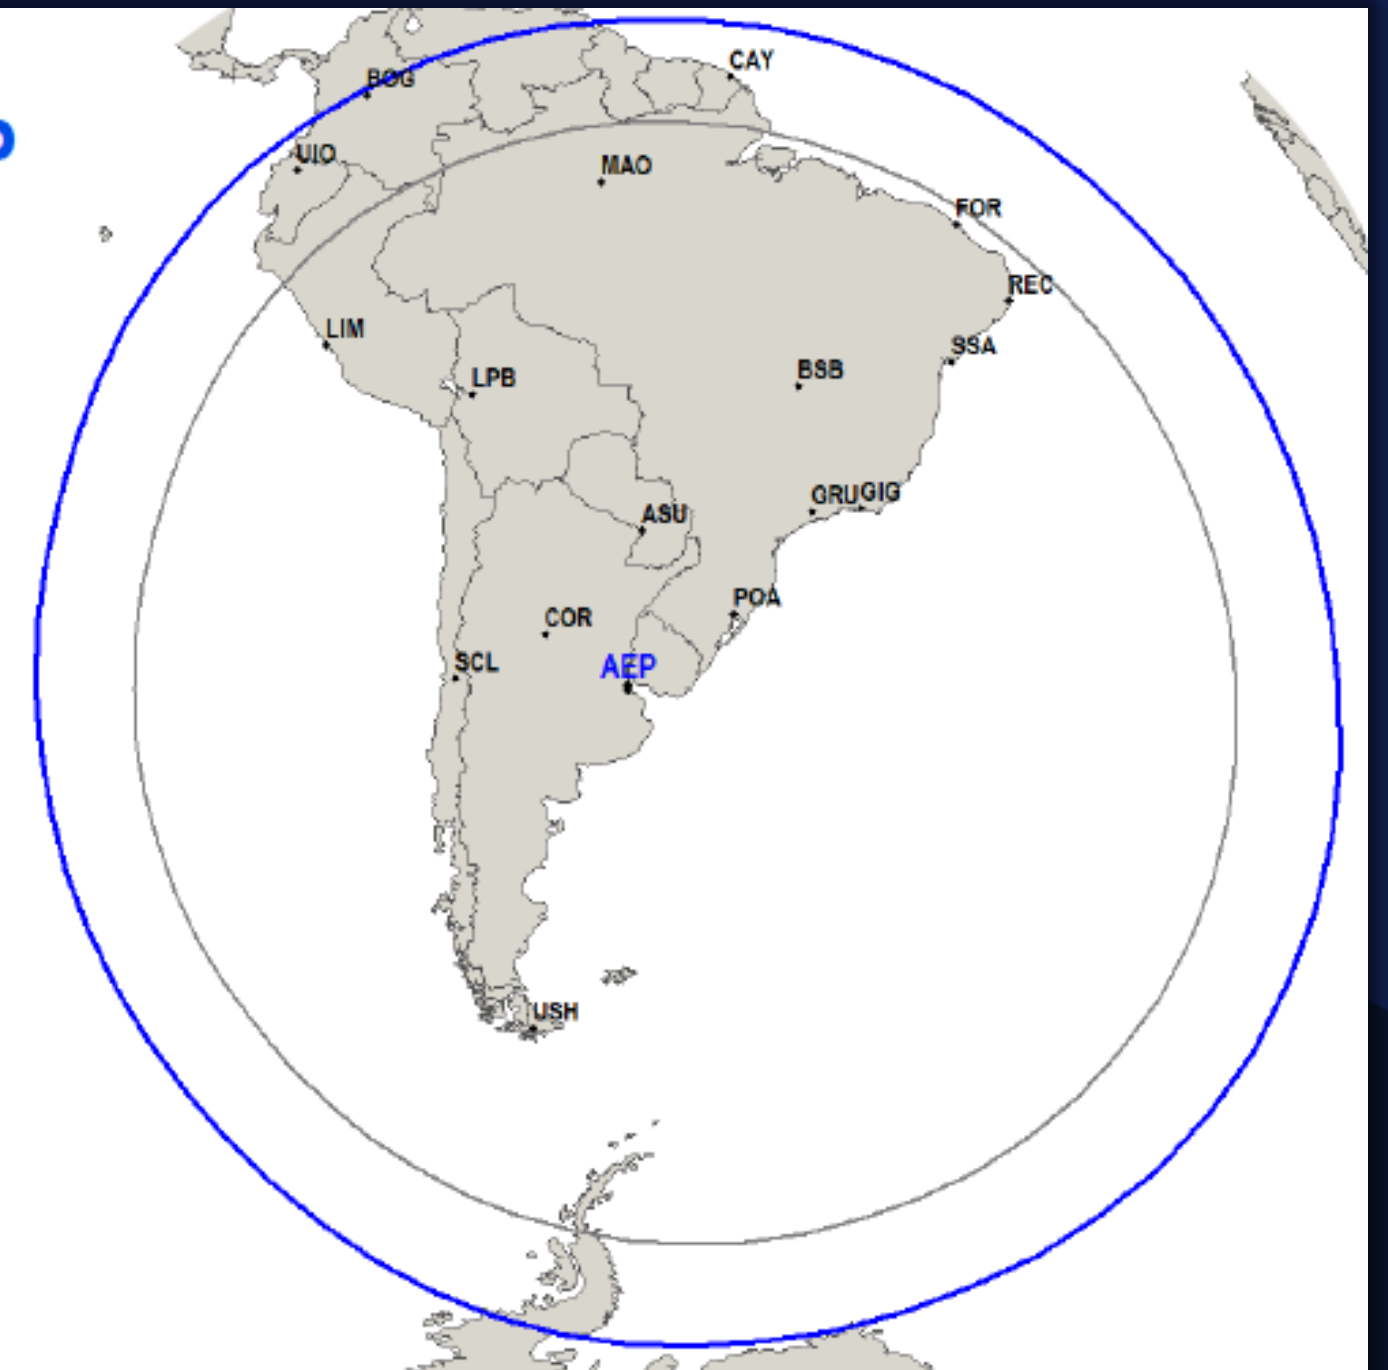 CAY
BOG
UIO
MAO
FOR
REC
LIM
SSA
LPB
BSB
GRU GIG
ASU
POA
COR
SCL
AEP
USH